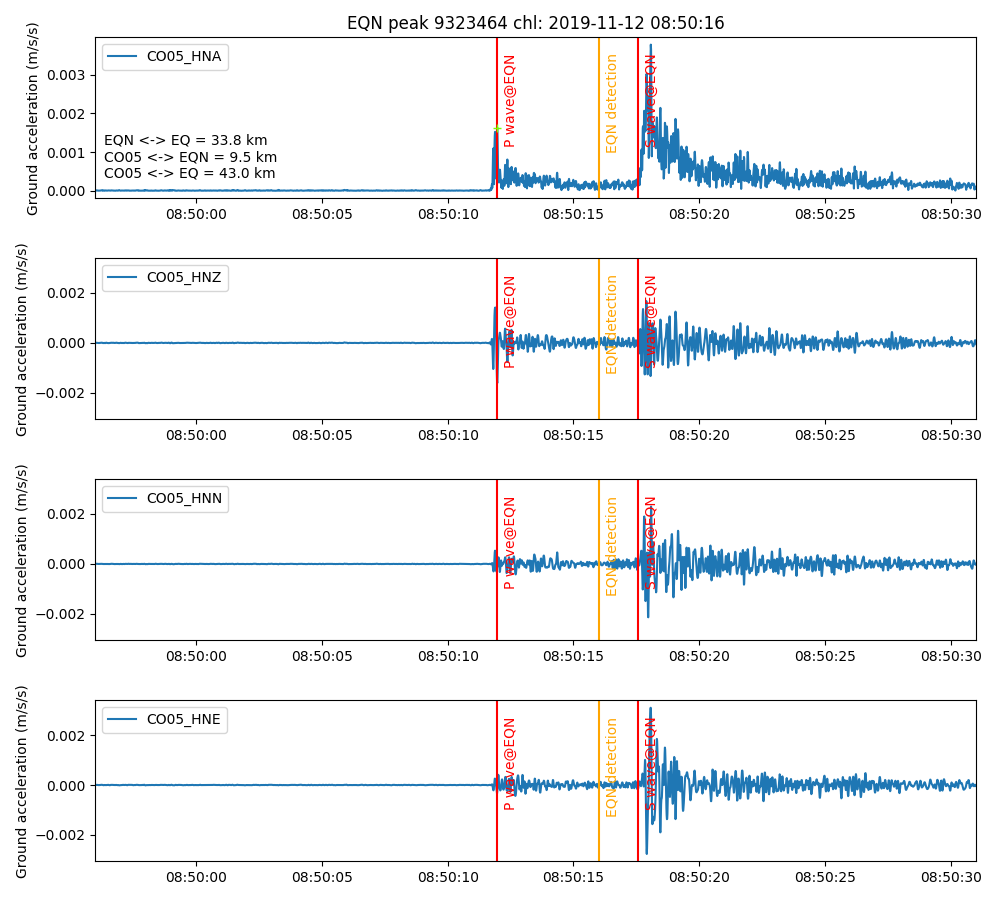 EQN peak 9323464 chl: 2019-11-12 08:50:16
Ground acceleration (m/s/s)
CO05_HNA
0.003
0.002
0.001
0.000
EQN <-> EQ = 33.8 km
CO05 <-> EQN = 9.5 km
CO05 <-> EQ = 43.0 km
P wave@EQN
EQN detection
S wave@EQN
08:50:00 08:50:05 08:50:10 08:50:15 08:50:20 08:50:25 08:50:30
Ground acceleration (m/s/s)
CO05_HNZ
0.002
0.000
−0.002
P wave@EQN
EQN detection
S wave@EQN
08:50:00 08:50:05 08:50:10 08:50:15 08:50:20 08:50:25 08:50:30
Ground acceleration (m/s/s)
CO05_HNN
0.002
0.000
−0.002
P wave@EQN
EQN detection
S wave@EQN
08:50:00 08:50:05 08:50:10 08:50:15 08:50:20 08:50:25 08:50:30
Ground acceleration (m/s/s)
CO05_HNE
0.002
0.000
−0.002
P wave@EQN
EQN detection
S wave@EQN
08:50:00 08:50:05 08:50:10 08:50:15 08:50:20 08:50:25 08:50:30